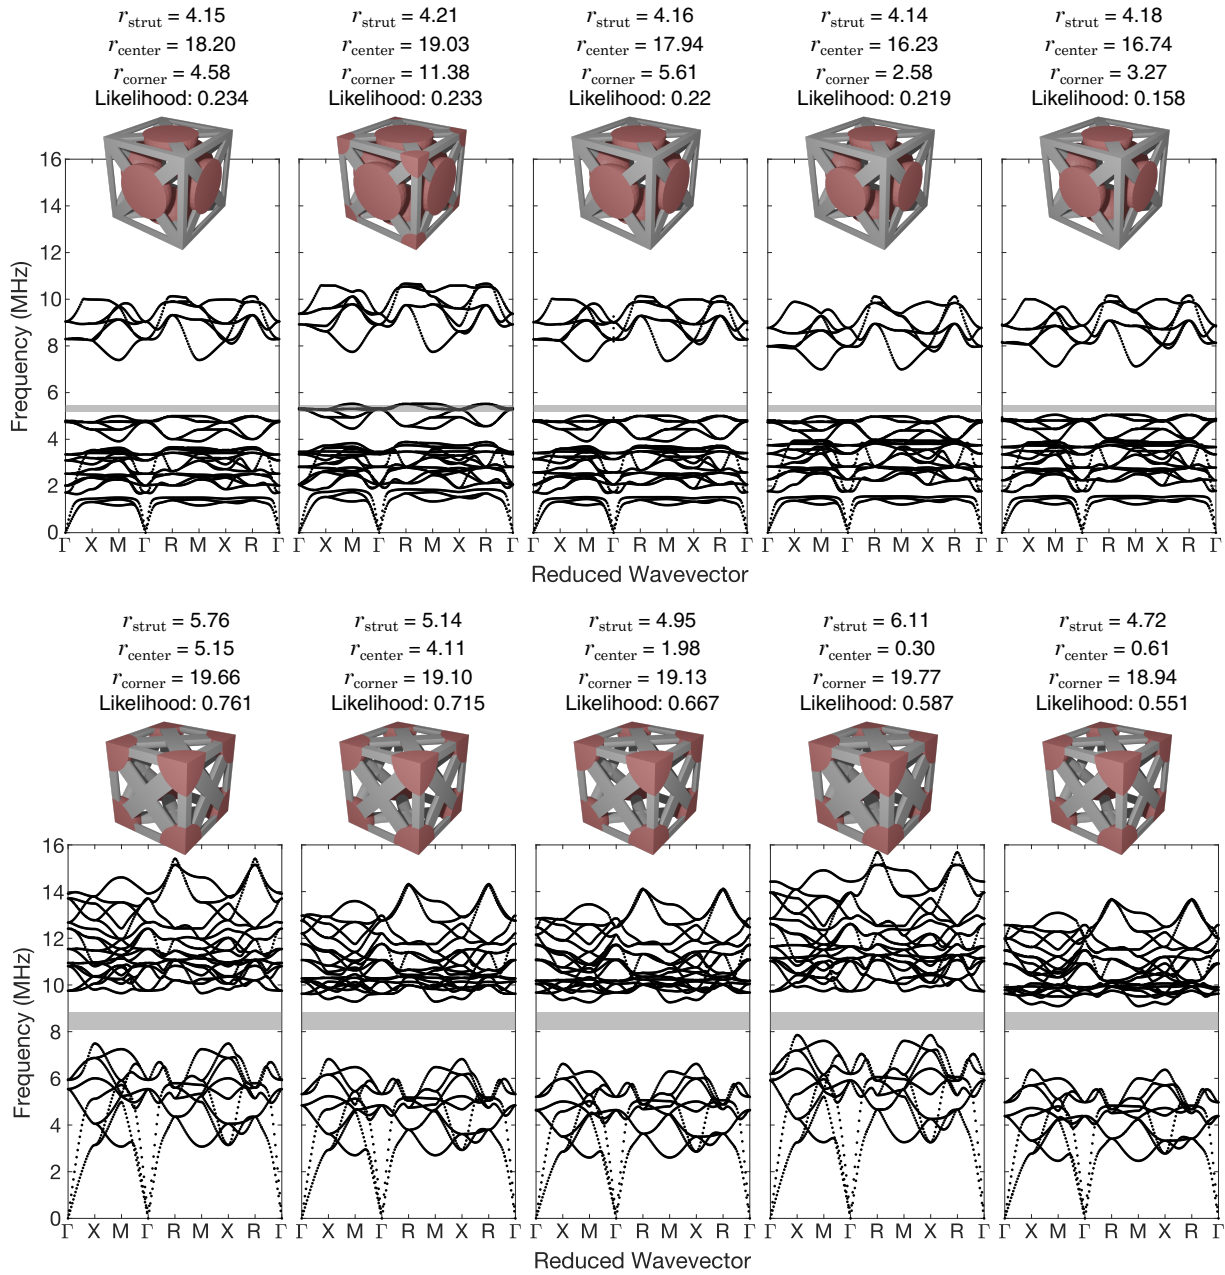 r_strut = 4.15
r_center = 18.20
r_corner = 4.58
Likelihood: 0.234
r_strut = 4.21
r_center = 19.03
r_corner = 11.38
Likelihood: 0.233
r_strut = 4.16
r_center = 17.94
r_corner = 5.61
Likelihood: 0.22
r_strut = 4.14
r_center = 16.23
r_corner = 2.58
Likelihood: 0.219
r_strut = 4.18
r_center = 16.74
r_corner = 3.27
Likelihood: 0.158
Frequency (MHz)
16
14
12
10
8
6
4
2
0
Γ X M Γ R M X R Γ
Γ X M Γ R M X R Γ
Γ X M Γ R M X R Γ
Γ X M Γ R M X R Γ
Γ X M Γ R M X R Γ
Reduced Wavevector
r_strut = 5.76
r_center = 5.15
r_corner = 19.66
Likelihood: 0.761
r_strut = 5.14
r_center = 4.11
r_corner = 19.10
Likelihood: 0.715
r_strut = 4.95
r_center = 1.98
r_corner = 19.13
Likelihood: 0.667
r_strut = 6.11
r_center = 0.30
r_corner = 19.77
Likelihood: 0.587
r_strut = 4.72
r_center = 0.61
r_corner = 18.94
Likelihood: 0.551
Frequency (MHz)
16
14
12
10
8
6
4
2
0
Γ X M Γ R M X R Γ
Γ X M Γ R M X R Γ
Γ X M Γ R M X R Γ
Γ X M Γ R M X R Γ
Γ X M Γ R M X R Γ
Reduced Wavevector